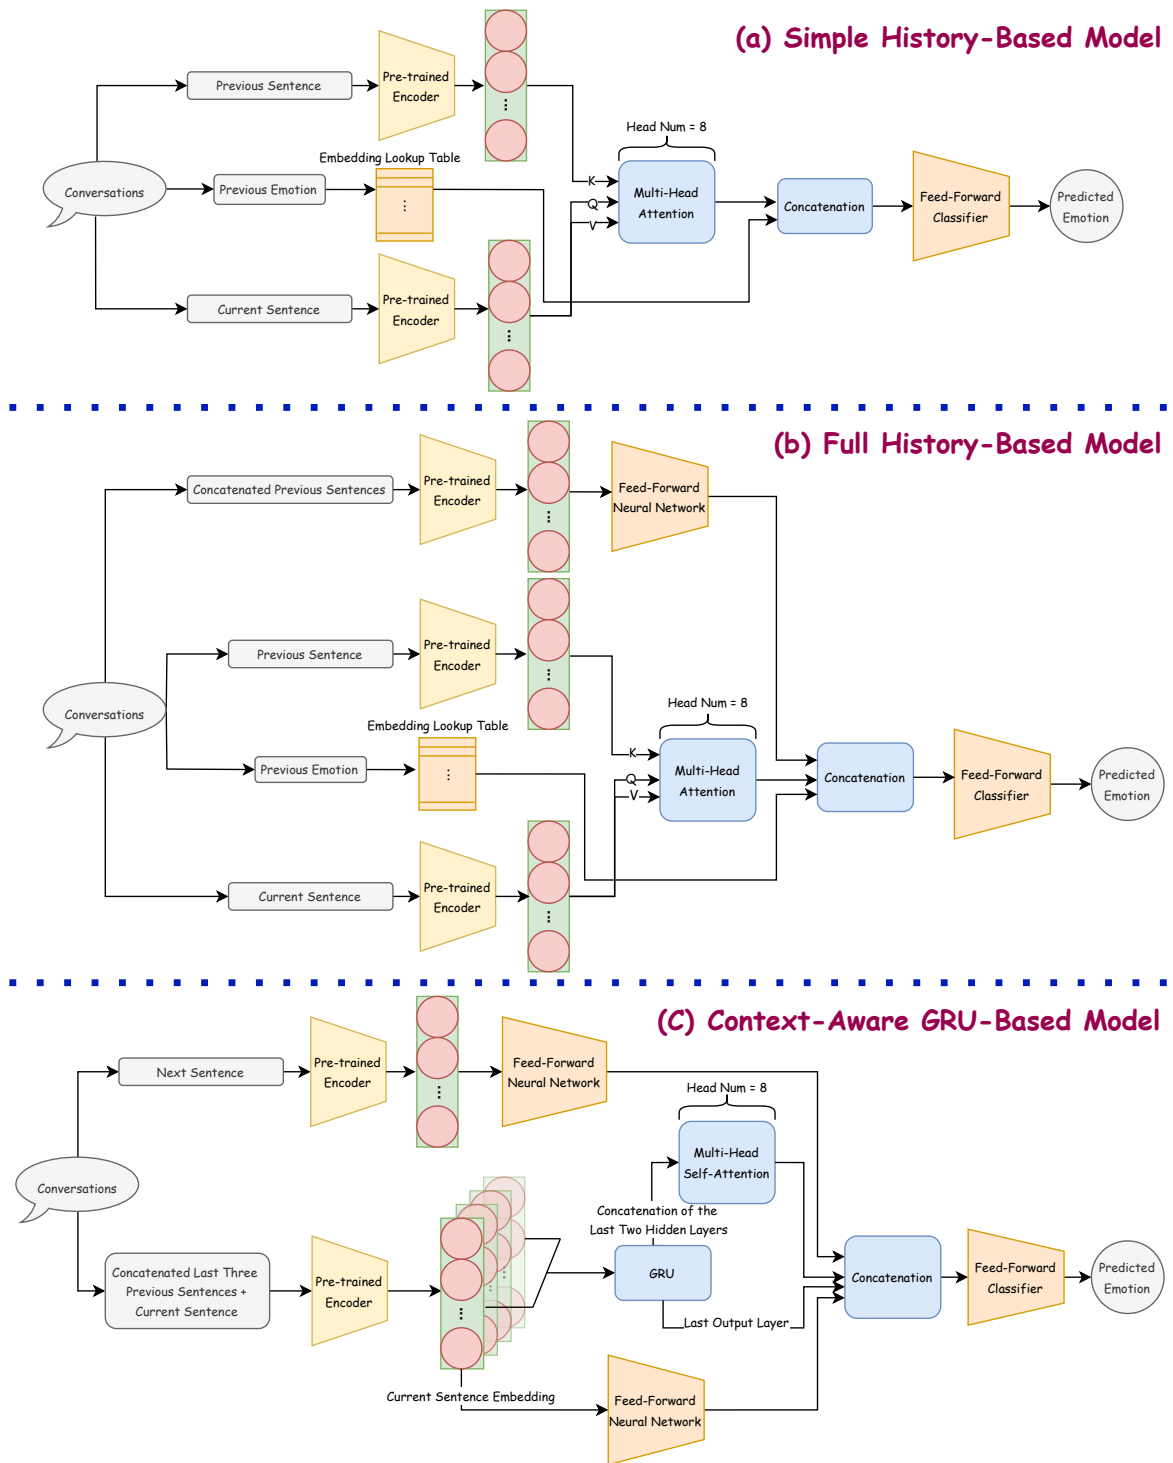 (a) Simple History-Based Model
Previous Sentence
Pre-trained
Encoder
Head Num = 8
Embedding Lookup Table
Conversations
Previous Emotion
K
Q
V
Multi-Head
Attention
Concatenation
Feed-Forward
Classifier
Predicted
Emotion
Current Sentence
Pre-trained
Encoder
(b) Full History-Based Model
Concatenated Previous Sentences
Pre-trained
Encoder
Feed-Forward
Neural Network
Previous Sentence
Pre-trained
Encoder
Conversations
Head Num = 8
Embedding Lookup Table
Previous Emotion
K
Q
V
Multi-Head
Attention
Concatenation
Feed-Forward
Classifier
Predicted
Emotion
Current Sentence
Pre-trained
Encoder
(C) Context-Aware GRU-Based Model
Next Sentence
Pre-trained
Encoder
Feed-Forward
Neural Network
Head Num = 8
Multi-Head
Self-Attention
Conversations
Concatenation of the
Last Two Hidden Layers
Concatenated Last Three
Previous Sentences +
Current Sentence
Pre-trained
Encoder
GRU
Concatenation
Feed-Forward
Classifier
Predicted
Emotion
Last Output Layer
Current Sentence Embedding
Feed-Forward
Neural Network